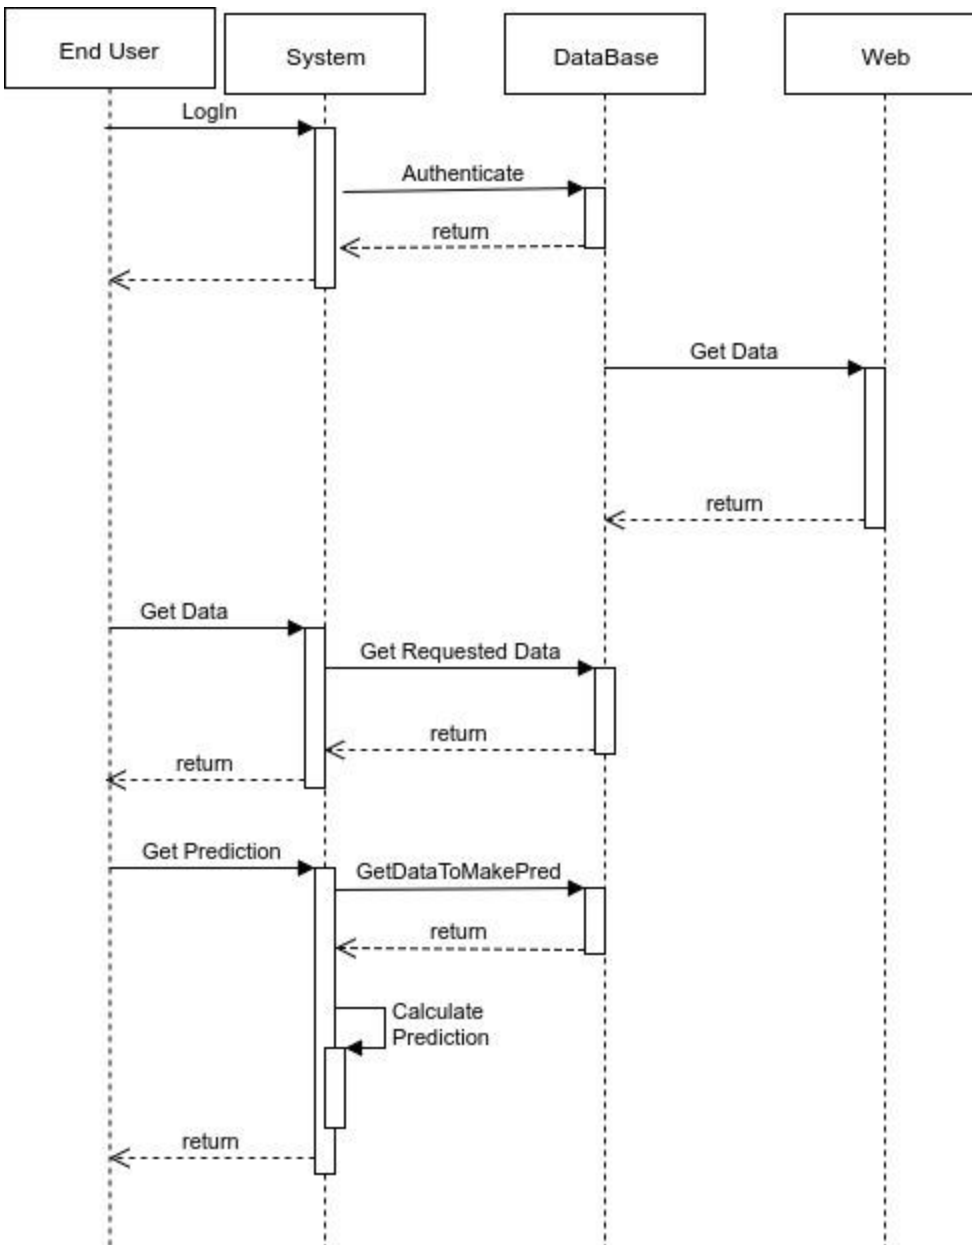 End User
System
DataBase
Web
LogIn
Authenticate
return
Get Data
return
Get Data
Get Requested Data
return
return
Get Prediction
GetDataToMakePred
return
Calculate
Prediction
return